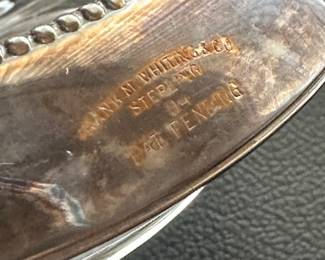 FRANK M. WHITING & CO.
STERLING
PAT. PENDING